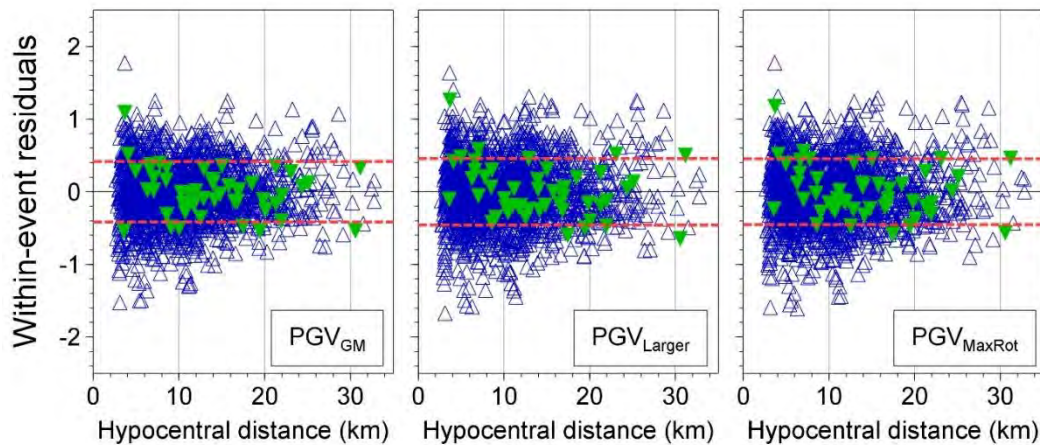 Within-event residuals
2
1
0
-1
-2
PGV_GM
PGV_Larger
PGV_MaxRot
0 10 20 30
0 10 20 30
0 10 20 30
Hypocentral distance (km)
Hypocentral distance (km)
Hypocentral distance (km)